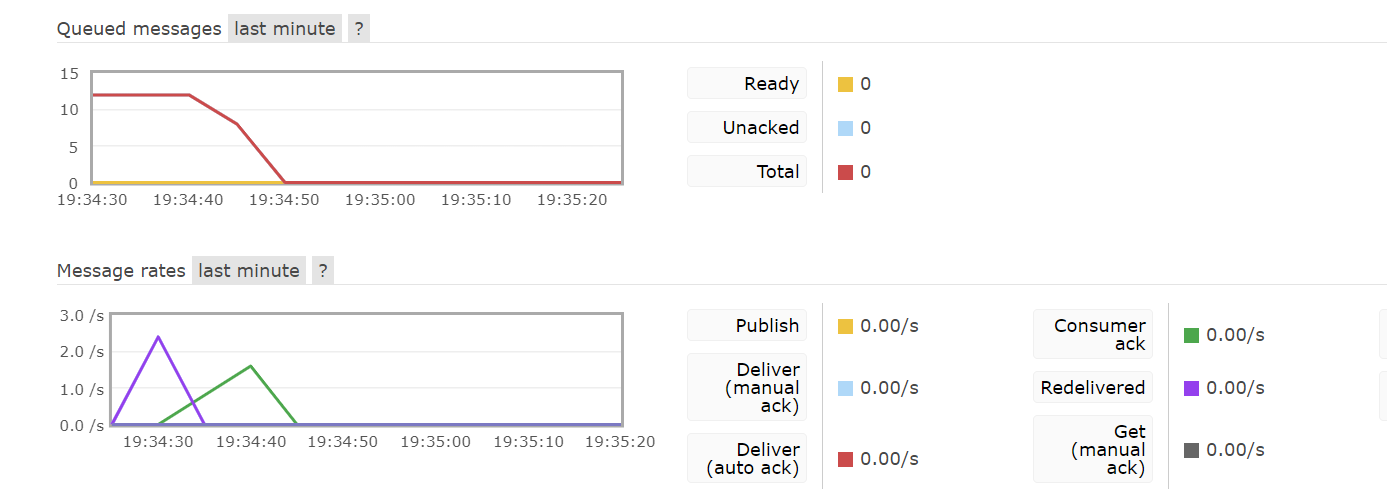 Queued messages last minute ?
15
10
5
0
19:34:30 19:34:40 19:34:50 19:35:00 19:35:10 19:35:20
Ready 0
Unacked 0
Total 0
Message rates last minute ?
3.0 /s
2.0 /s
1.0 /s
0.0 /s
19:34:30 19:34:40 19:34:50 19:35:00 19:35:10 19:35:20
Publish 0.00/s
Deliver
(manual
ack) 0.00/s
Deliver
(auto ack) 0.00/s
Consumer
ack 0.00/s
Redelivered 0.00/s
Get
(manual
ack) 0.00/s